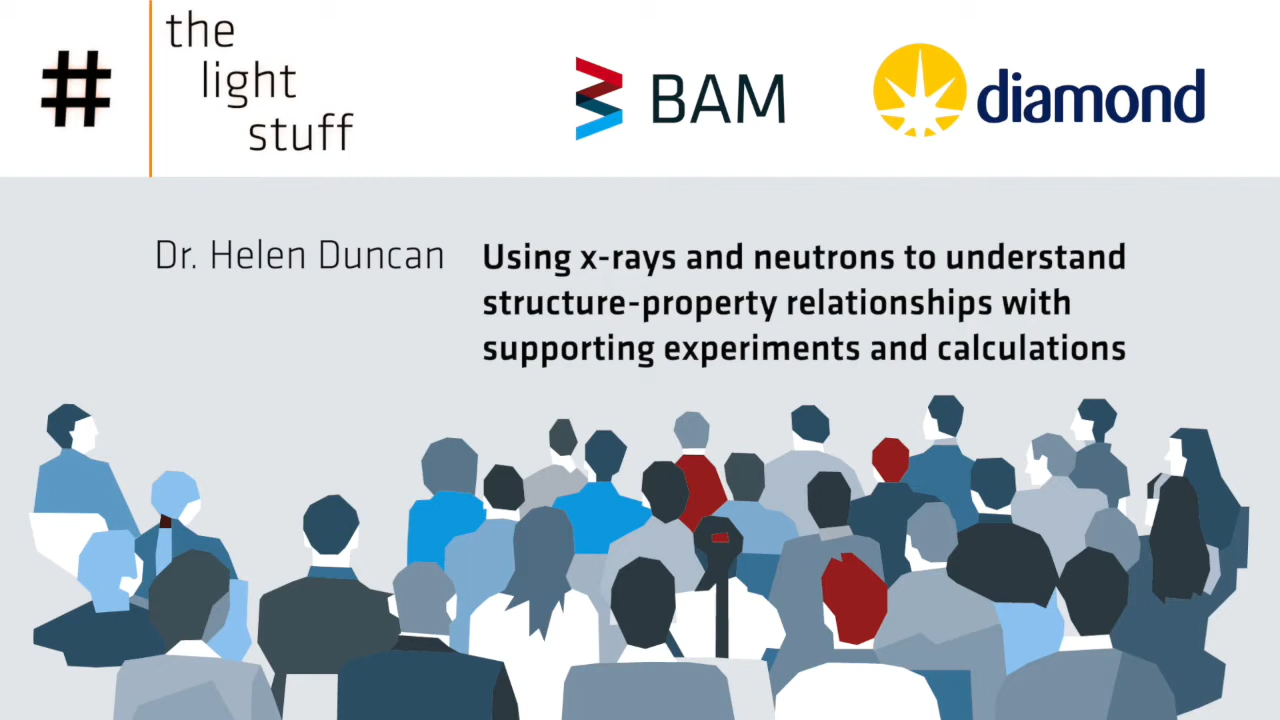 #
the
light
stuff
BAM
diamond
Dr. Helen Duncan
Using x-rays and neutrons to understand
structure-property relationships with
supporting experiments and calculations